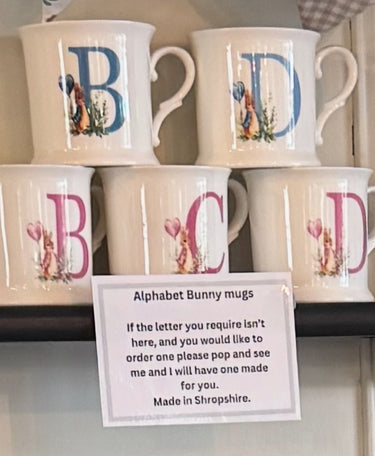 B D
B C D
Alphabet Bunny mugs
If the letter you require isn't
here, and you would like to
order one please pop and see
me and I will have one made
for you.
Made in Shropshire.